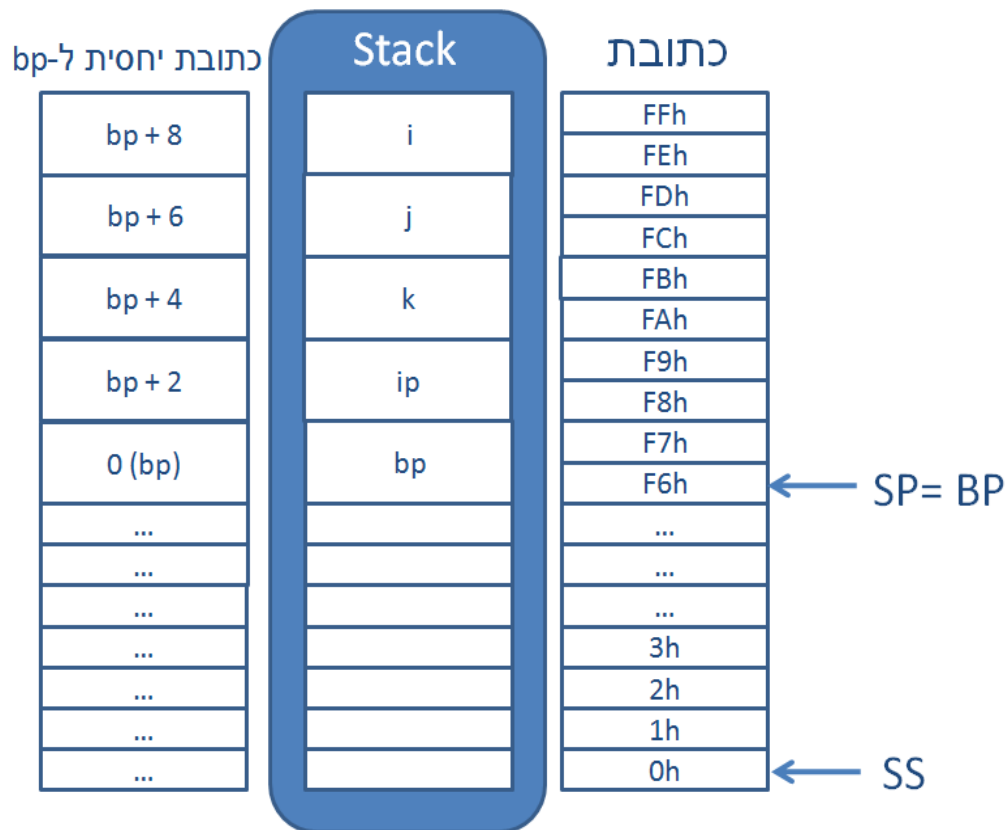 כתובת יחסית ל-bp
Stack
כתובת
bp + 8
i
FFh
FEh
bp + 6
j
FDh
FCh
bp + 4
k
FBh
FAh
bp + 2
ip
F9h
F8h
0 (bp)
bp
F7h
F6h
SP= BP
...
...
...
...
...
...
...
3h
...
2h
...
1h
...
0h
SS